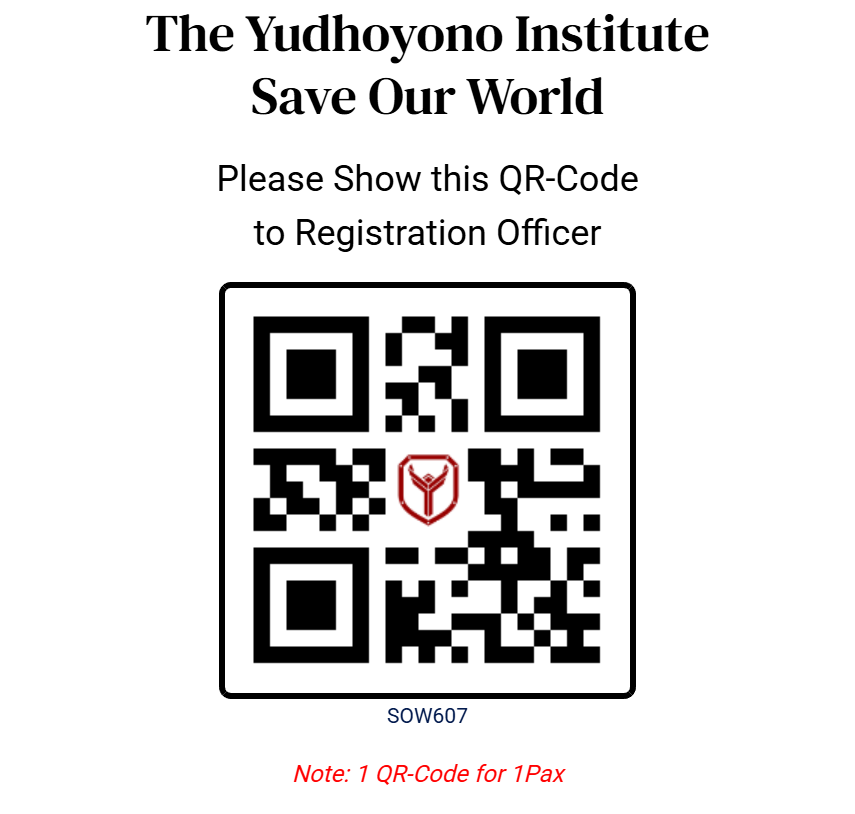 The Yudhoyono Institute
Save Our World
Please Show this QR-Code
to Registration Officer
SOW607
Note: 1 QR-Code for 1Pax